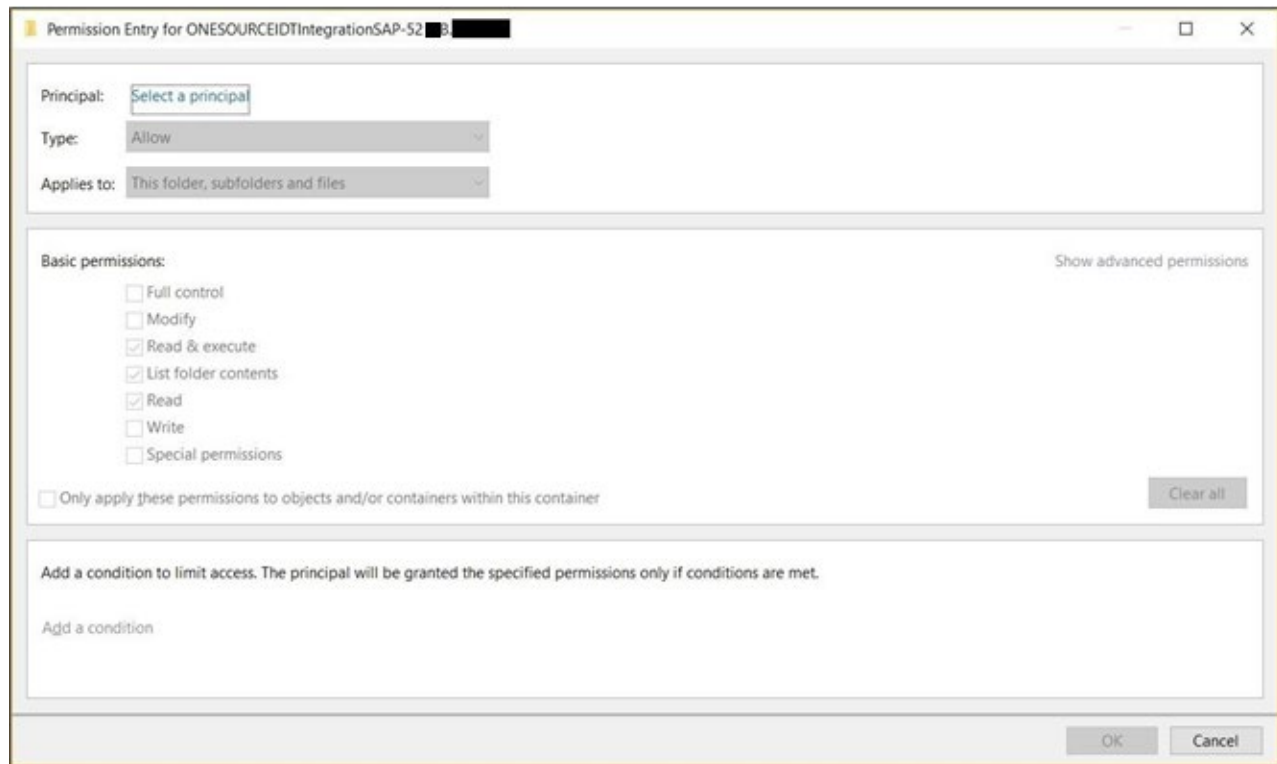 Permission Entry for ONESOURCEIDTIntegrationSAP-52 B.
Principal: Select a principal
Type: Allow
Applies to: This folder, subfolders and files
Basic permissions: Show advanced permissions
Full control
Modify
Read & execute
List folder contents
Read
Write
Special permissions
Only apply these permissions to objects and/or containers within this container Clear all
Add a condition to limit access. The principal will be granted the specified permissions only if conditions are met.
Add a condition
OK Cancel